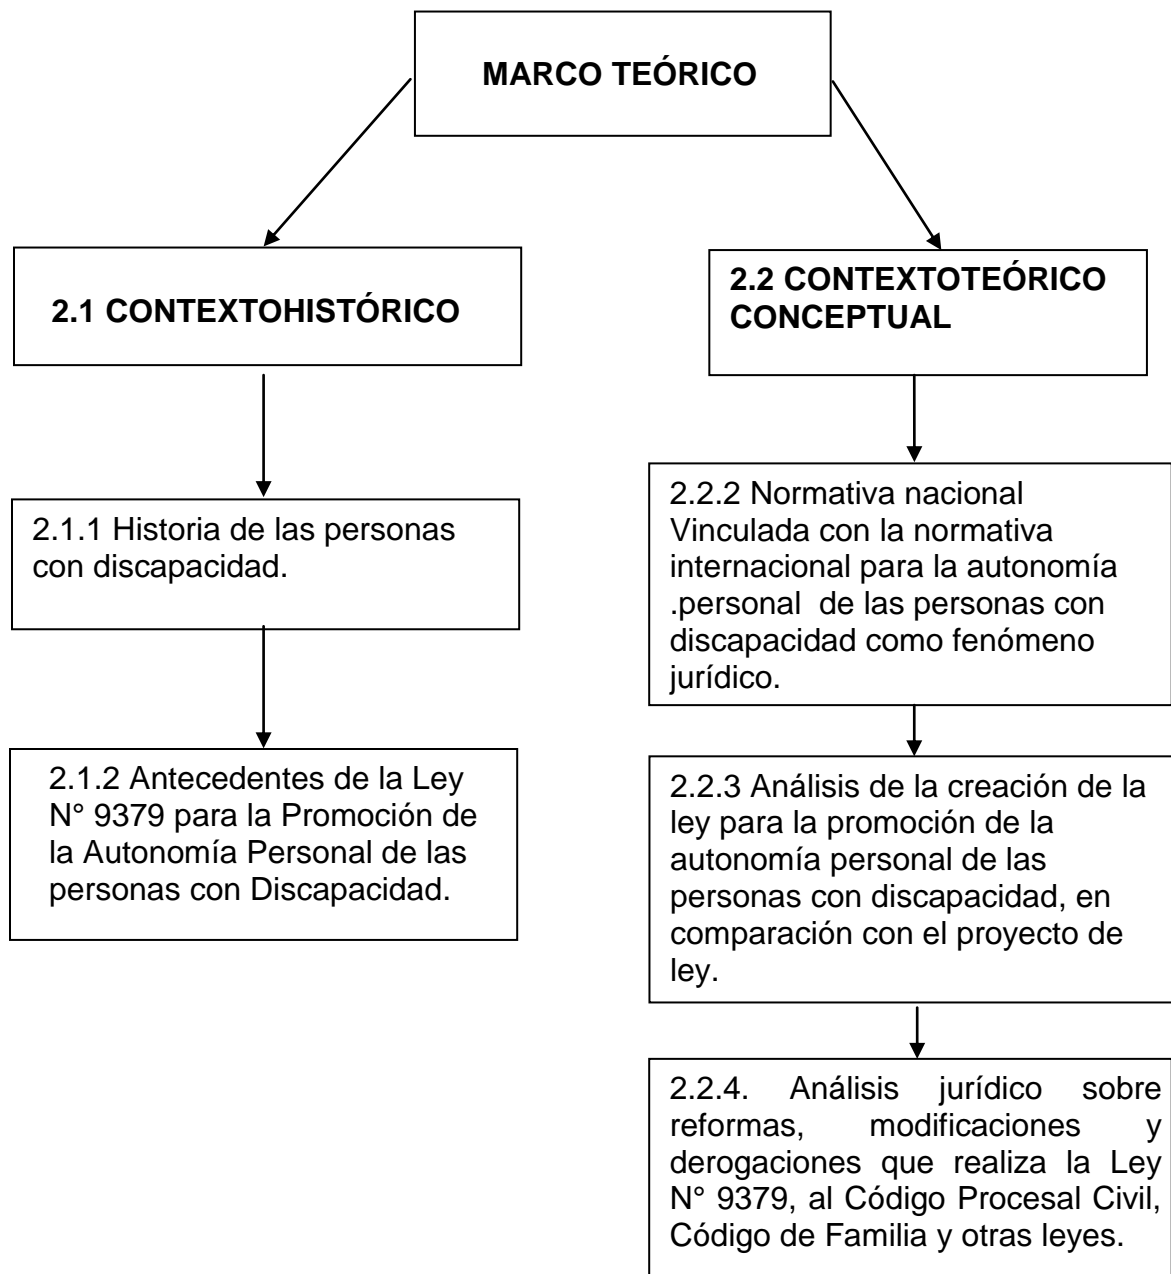 MARCO TEÓRICO
2.1 CONTEXTOHISTÓRICO
2.1.1 Historia de las personas
con discapacidad.
2.1.2 Antecedentes de la Ley
N° 9379 para la Promoción de
la Autonomía Personal de las
personas con Discapacidad.
2.2 CONTEXTOTEÓRICO
CONCEPTUAL
2.2.2 Normativa nacional
Vinculada con la normativa
internacional para la autonomía
.personal de las personas con
discapacidad como fenómeno
jurídico.
2.2.3 Análisis de la creación de la
ley para la promoción de la
autonomía personal de las
personas con discapacidad, en
comparación con el proyecto de
ley.
2.2.4. Análisis jurídico sobre
reformas, modificaciones y
derogaciones que realiza la Ley
N° 9379, al Código Procesal Civil,
Código de Familia y otras leyes.